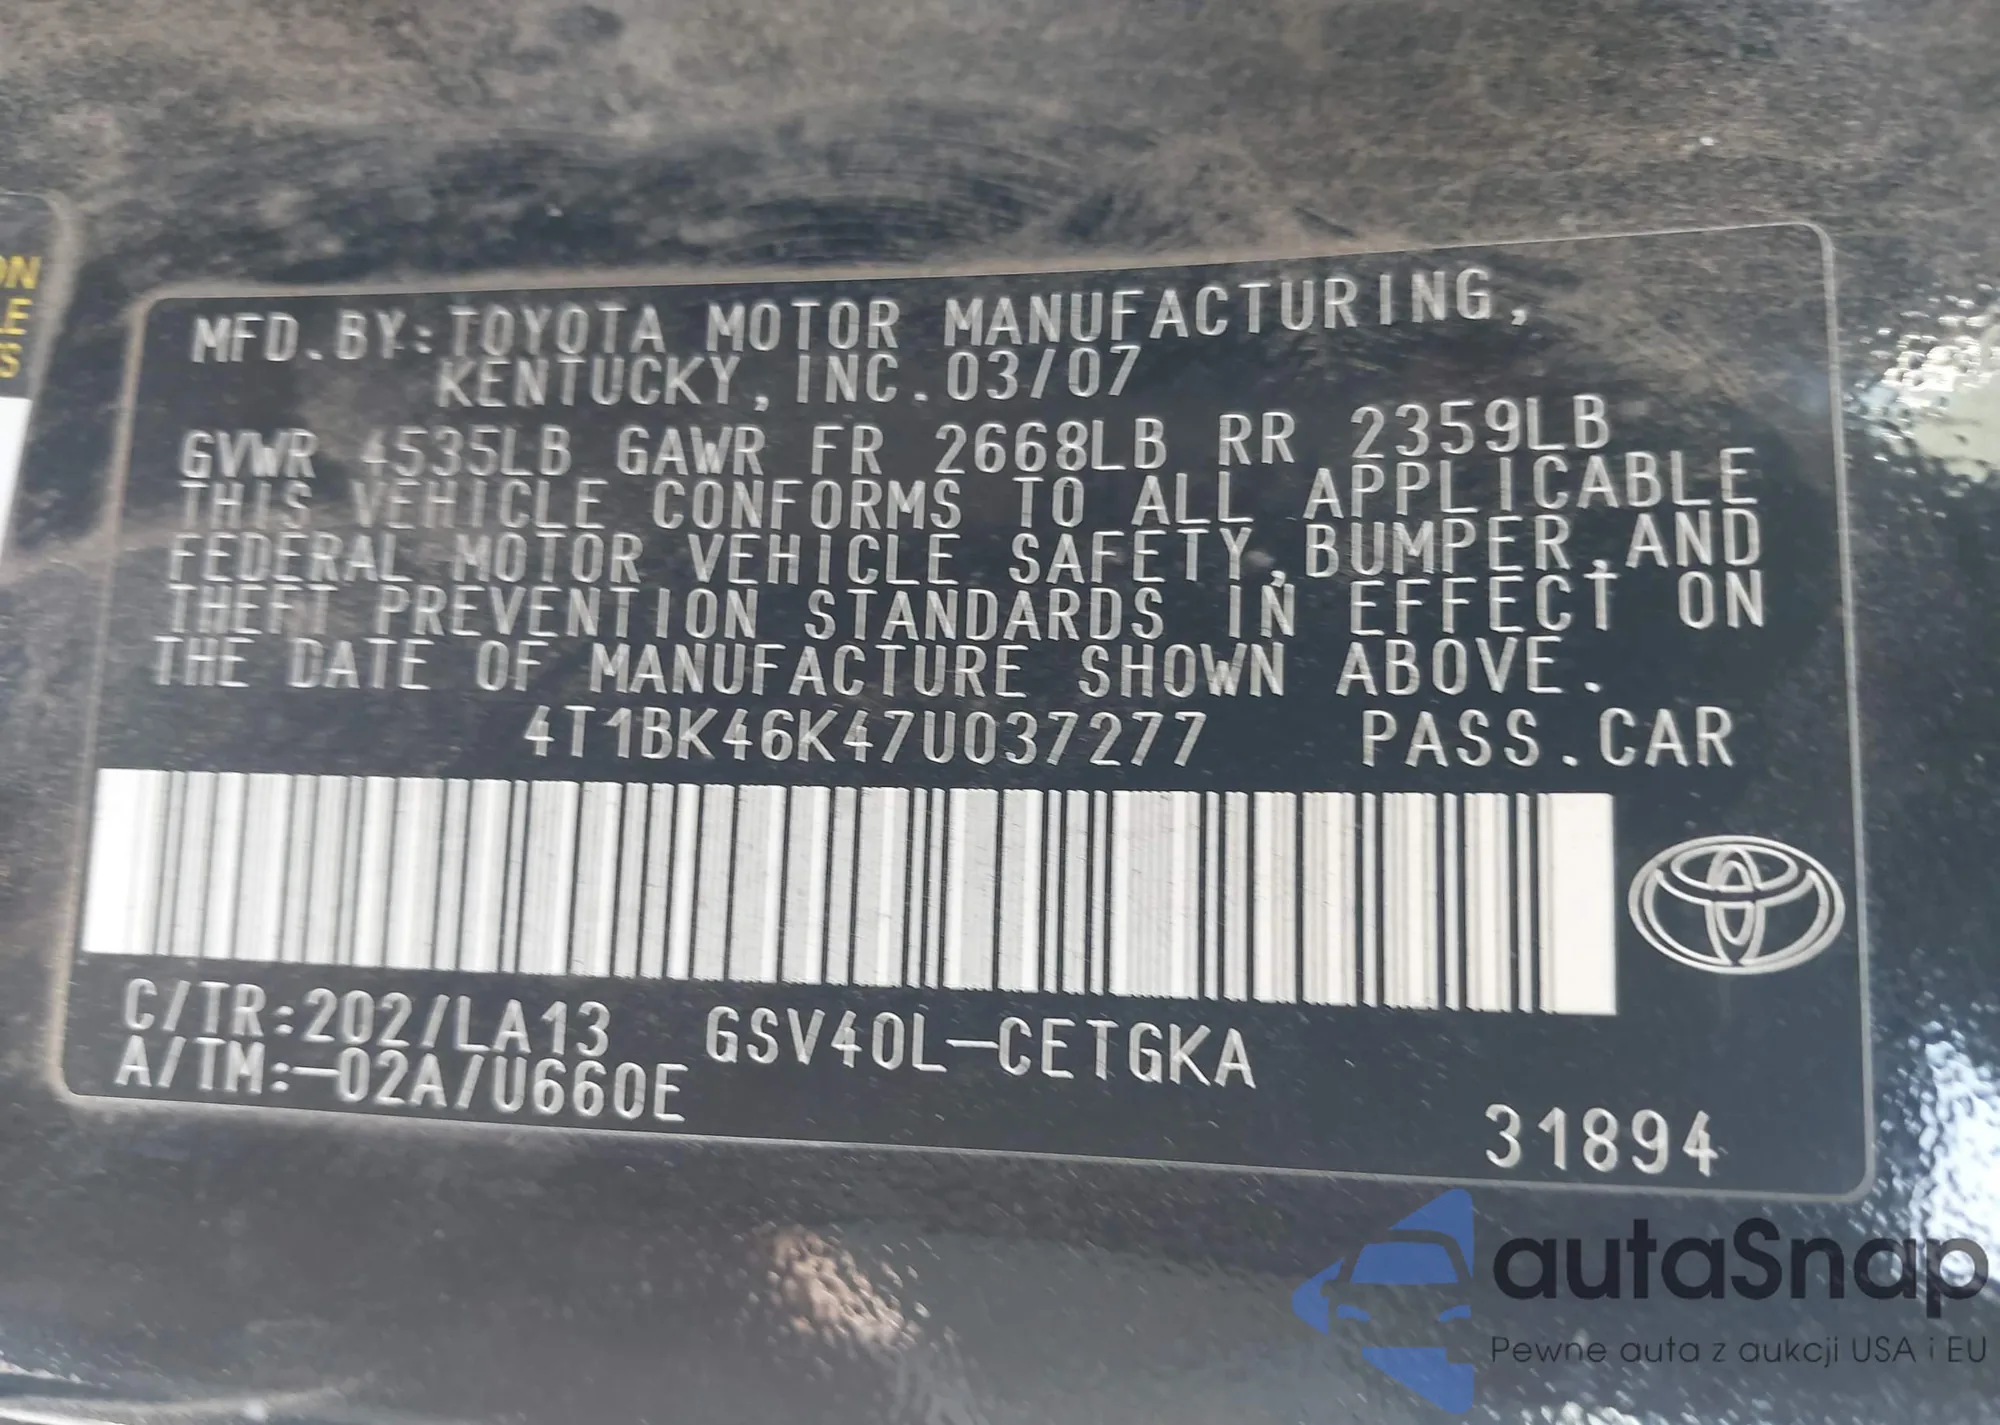 ON
LE
S
MFD.BY:TOYOTA MOTOR MANUFACTURING,
KENTUCKY,INC.03/07
GVWR 4535LB GAWR FR 2668LB RR 2359LB
THIS VEHICLE CONFORMS TO ALL APPLICABLE
FEDERAL MOTOR VEHICLE SAFETY,BUMPER,AND
THEFT PREVENTION STANDARDS IN EFFECT ON
THE DATE OF MANUFACTURE SHOWN ABOVE.
4T1BK46K47U037277 PASS.CAR
C/TR:202/LA13 GSV40L-CETGKA
A/TM:-02A/U660E
31894
autaSnap
Pewne auta z aukcji USA i EU